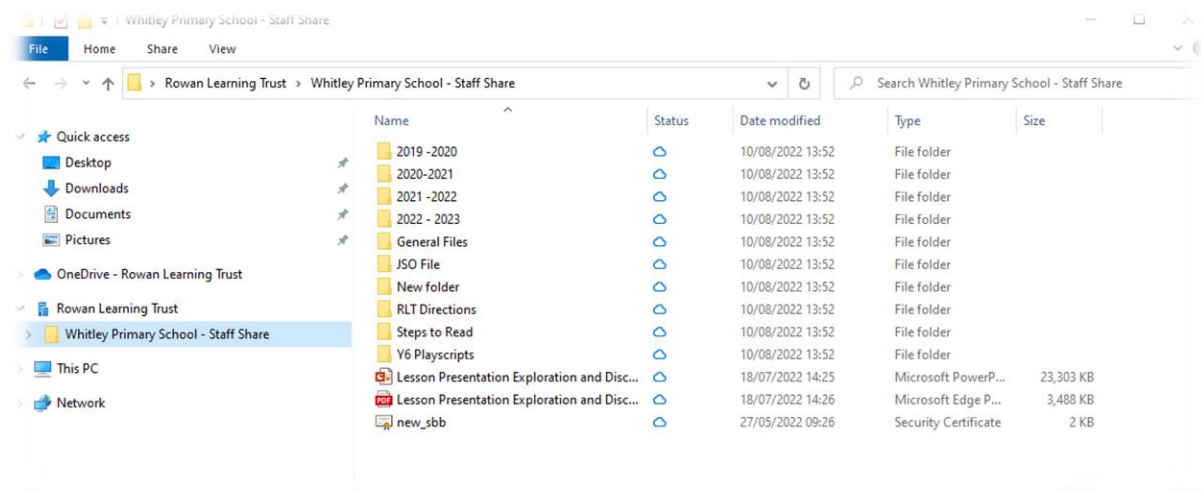 Whitley Primary School - Staff Share
File Home Share View
Rowan Learning Trust Whitley Primary School - Staff Share Search Whitley Primary School - Staff Share
Name Status Date modified Type Size
Quick access
Desktop
Downloads
Documents
Pictures
OneDrive - Rowan Learning Trust
Rowan Learning Trust
Whitley Primary School - Staff Share
This PC
Network
2019 -2020 10/08/2022 13:52 File folder
2020-2021 10/08/2022 13:52 File folder
2021 -2022 10/08/2022 13:52 File folder
2022 - 2023 10/08/2022 13:52 File folder
General Files 10/08/2022 13:52 File folder
JSO File 10/08/2022 13:52 File folder
New folder 10/08/2022 13:52 File folder
RLT Directions 10/08/2022 13:52 File folder
Steps to Read 10/08/2022 13:52 File folder
Y6 Playscripts 10/08/2022 13:52 File folder
Lesson Presentation Exploration and Disc... 18/07/2022 14:25 Microsoft PowerP... 23,303 KB
PDF Lesson Presentation Exploration and Disc... 18/07/2022 14:26 Microsoft Edge P... 3,488 KB
new_sbb 27/05/2022 09:26 Security Certificate 2 KB